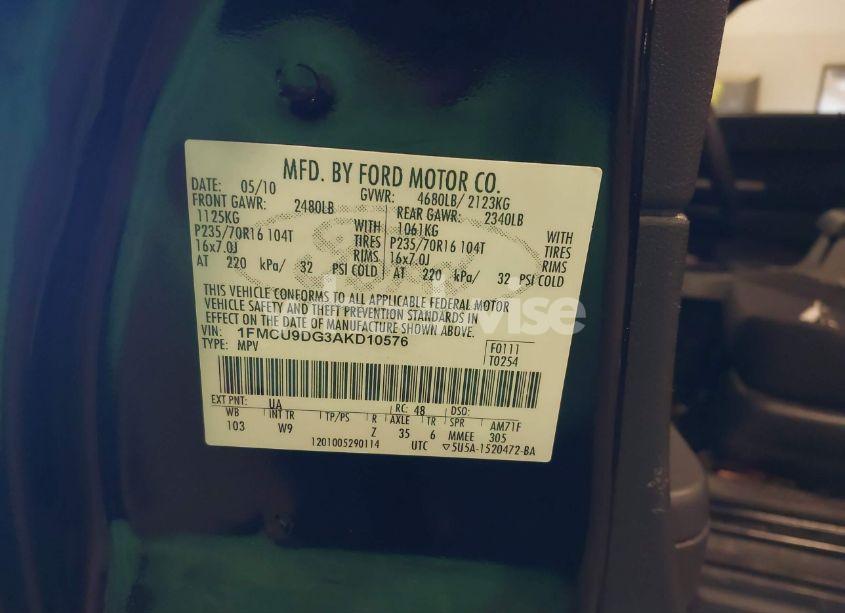 MFD. BY FORD MOTOR CO.
DATE: 05/10 GVWR: 4680LB/ 2123KG
FRONT GAWR: 2480LB REAR GAWR: 2340LB
1125KG WITH 1061KG WITH
P235/70R16 104T TIRES P235/70R16 104T TIRES
16x7.0J RIMS 16x7.0J RIMS
AT 220 kPa/ 32 PSI COLD AT 220 kPa/ 32 PSI COLD
THIS VEHICLE CONFORMS TO ALL APPLICABLE FEDERAL MOTOR
VEHICLE SAFETY AND THEFT PREVENTION STANDARDS IN
EFFECT ON THE DATE OF MANUFACTURE SHOWN ABOVE.
VIN: 1FMCU9DG3AKD10576 F0111
TYPE: MPV T0254
EXT PNT: UA RC: 48 DSO:
WB INT TR TP/PS R AXLE TR SPR AM71F
103 W9 Z 35 6 MMEE 305
1201005290114 UTC ▽5U5A-1520472-BA